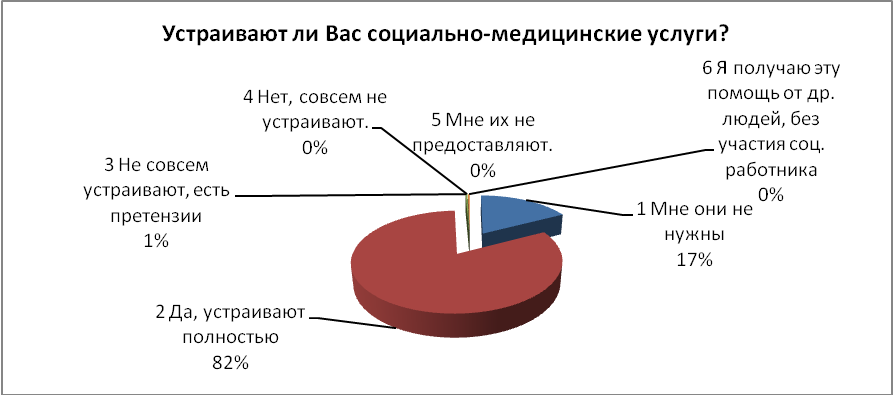 Устраивают ли Вас социально-медицинские услуги?
6 Я получаю эту
помощь от др.
людей, без
участия соц.
работника
0%
4 Нет, совсем не
устраивают.
0%
5 Мне их не
предоставляют.
0%
3 Не совсем
устраивают, есть
претензии
1%
1 Мне они не
нужны
17%
2 Да, устраивают
полностью
82%